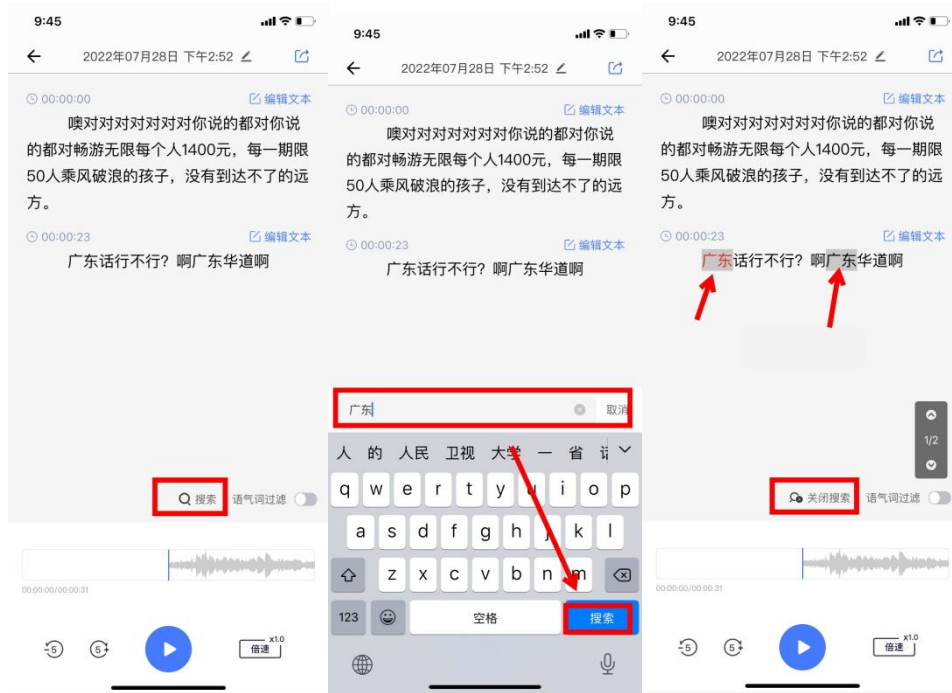 9:45
2022年07月28日 下午2:52
00:00:00 编辑文本
噢对对对对对对对你说的都对你说
的都对畅游无限每个人1400元，每一期限
50人乘风破浪的孩子，没有到达不了的远
方。
00:00:23 编辑文本
广东话行不行？啊广东华道啊
搜索 语气词过滤
00:00:00/00:00:31
5 5 倍速 x1.0
9:45
2022年07月28日 下午2:52
00:00:00 编辑文本
噢对对对对对对对你说的都对你说
的都对畅游无限每个人1400元，每一期限
50人乘风破浪的孩子，没有到达不了的远
方。
00:00:23 编辑文本
广东话行不行？啊广东华道啊
广东 取消
人 的 人民 卫视 大学 一 省 话
q w e r t y u i o p
a s d f g h j k l
z x c v b n m
123 空格 搜索
9:45
2022年07月28日 下午2:52
00:00:00 编辑文本
噢对对对对对对对你说的都对你说
的都对畅游无限每个人1400元，每一期限
50人乘风破浪的孩子，没有到达不了的远
方。
00:00:23 编辑文本
广东话行不行？啊广东华道啊
1/2
关闭搜索 语气词过滤
00:00:00/00:00:31
5 5 倍速 x1.0